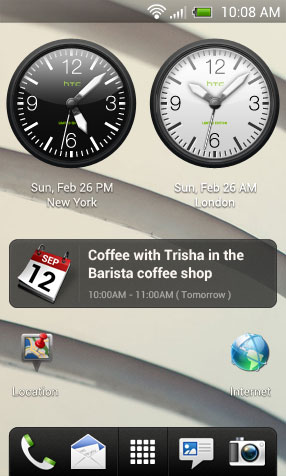 10:08 AM
12 htc 3 6 9
12 htc 3 6 9
Sun, Feb 26 PM
New York
Sun, Feb 26 AM
London
SEP
12
Coffee with Trisha in the
Barista coffee shop
10:00AM - 11:00AM ( Tomorrow )
Location
Internet